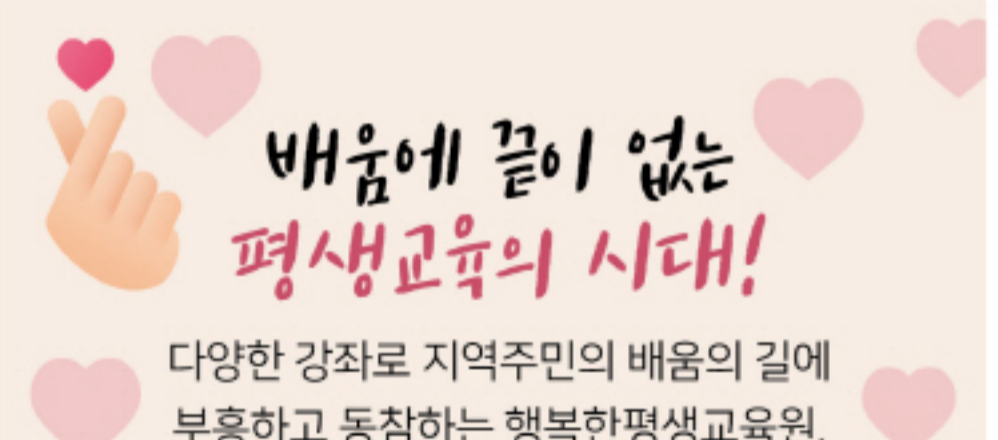 배움에 끝이 없는
평생교육의 시대!
다양한 강좌로 지역주민의 배움의 길에
부흥하고 동참하는 행복한평생교육원.